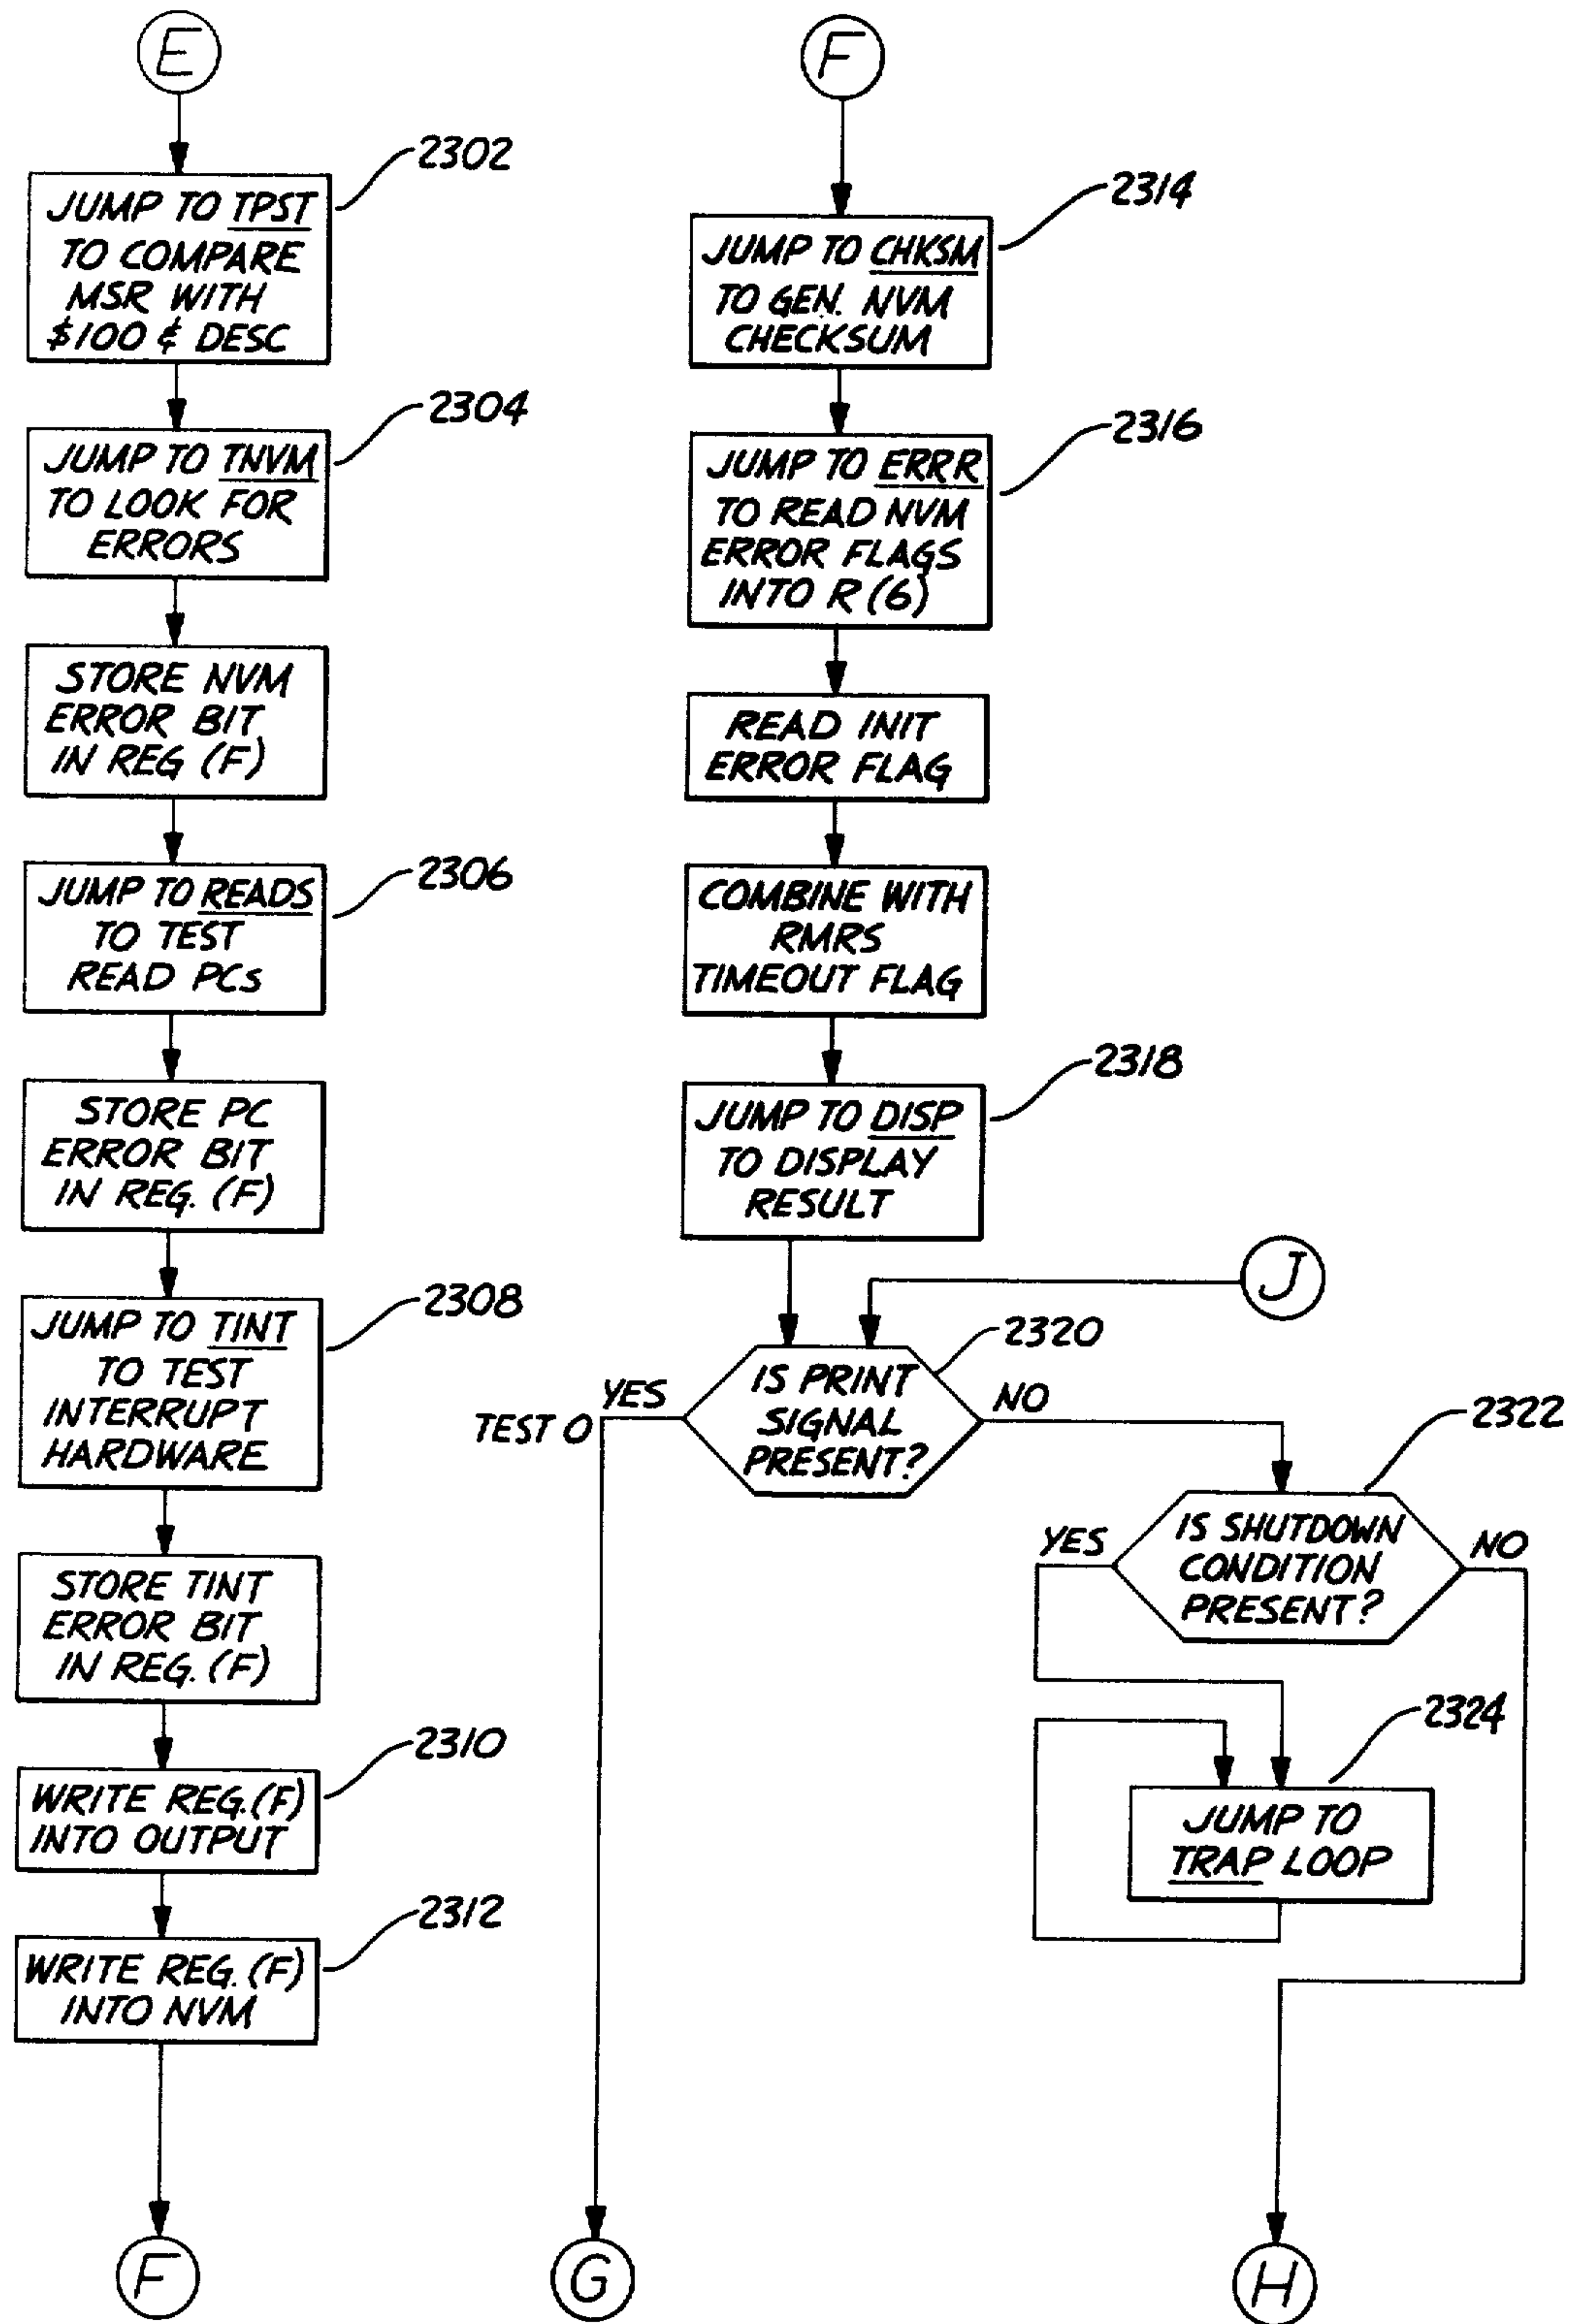 E
2302
JUMP TO TPST
TO COMPARE
MSR WITH
$100 & DESC
2304
JUMP TO TNVM
TO LOOK FOR
ERRORS
STORE NVM
ERROR BIT
IN REG (F)
2306
JUMP TO READS
TO TEST
READ PCs
STORE PC
ERROR BIT
IN REG. (F)
2308
JUMP TO TINT
TO TEST
INTERRUPT
HARDWARE
STORE TINT
ERROR BIT
IN REG. (F)
2310
WRITE REG.(F)
INTO OUTPUT
2312
WRITE REG.(F)
INTO NVM
F
F
2314
JUMP TO CHKSM
TO GEN. NVM
CHECKSUM
2316
JUMP TO ERRR
TO READ NVM
ERROR FLAGS
INTO R (6)
READ INIT
ERROR FLAG
COMBINE WITH
RMRS
TIMEOUT FLAG
2318
JUMP TO DISP
TO DISPLAY
RESULT
J
2320
IS PRINT
SIGNAL
PRESENT?
YES
TEST 0
NO
2322
IS SHUTDOWN
CONDITION
PRESENT?
YES
NO
2324
JUMP TO
TRAP LOOP
G
H